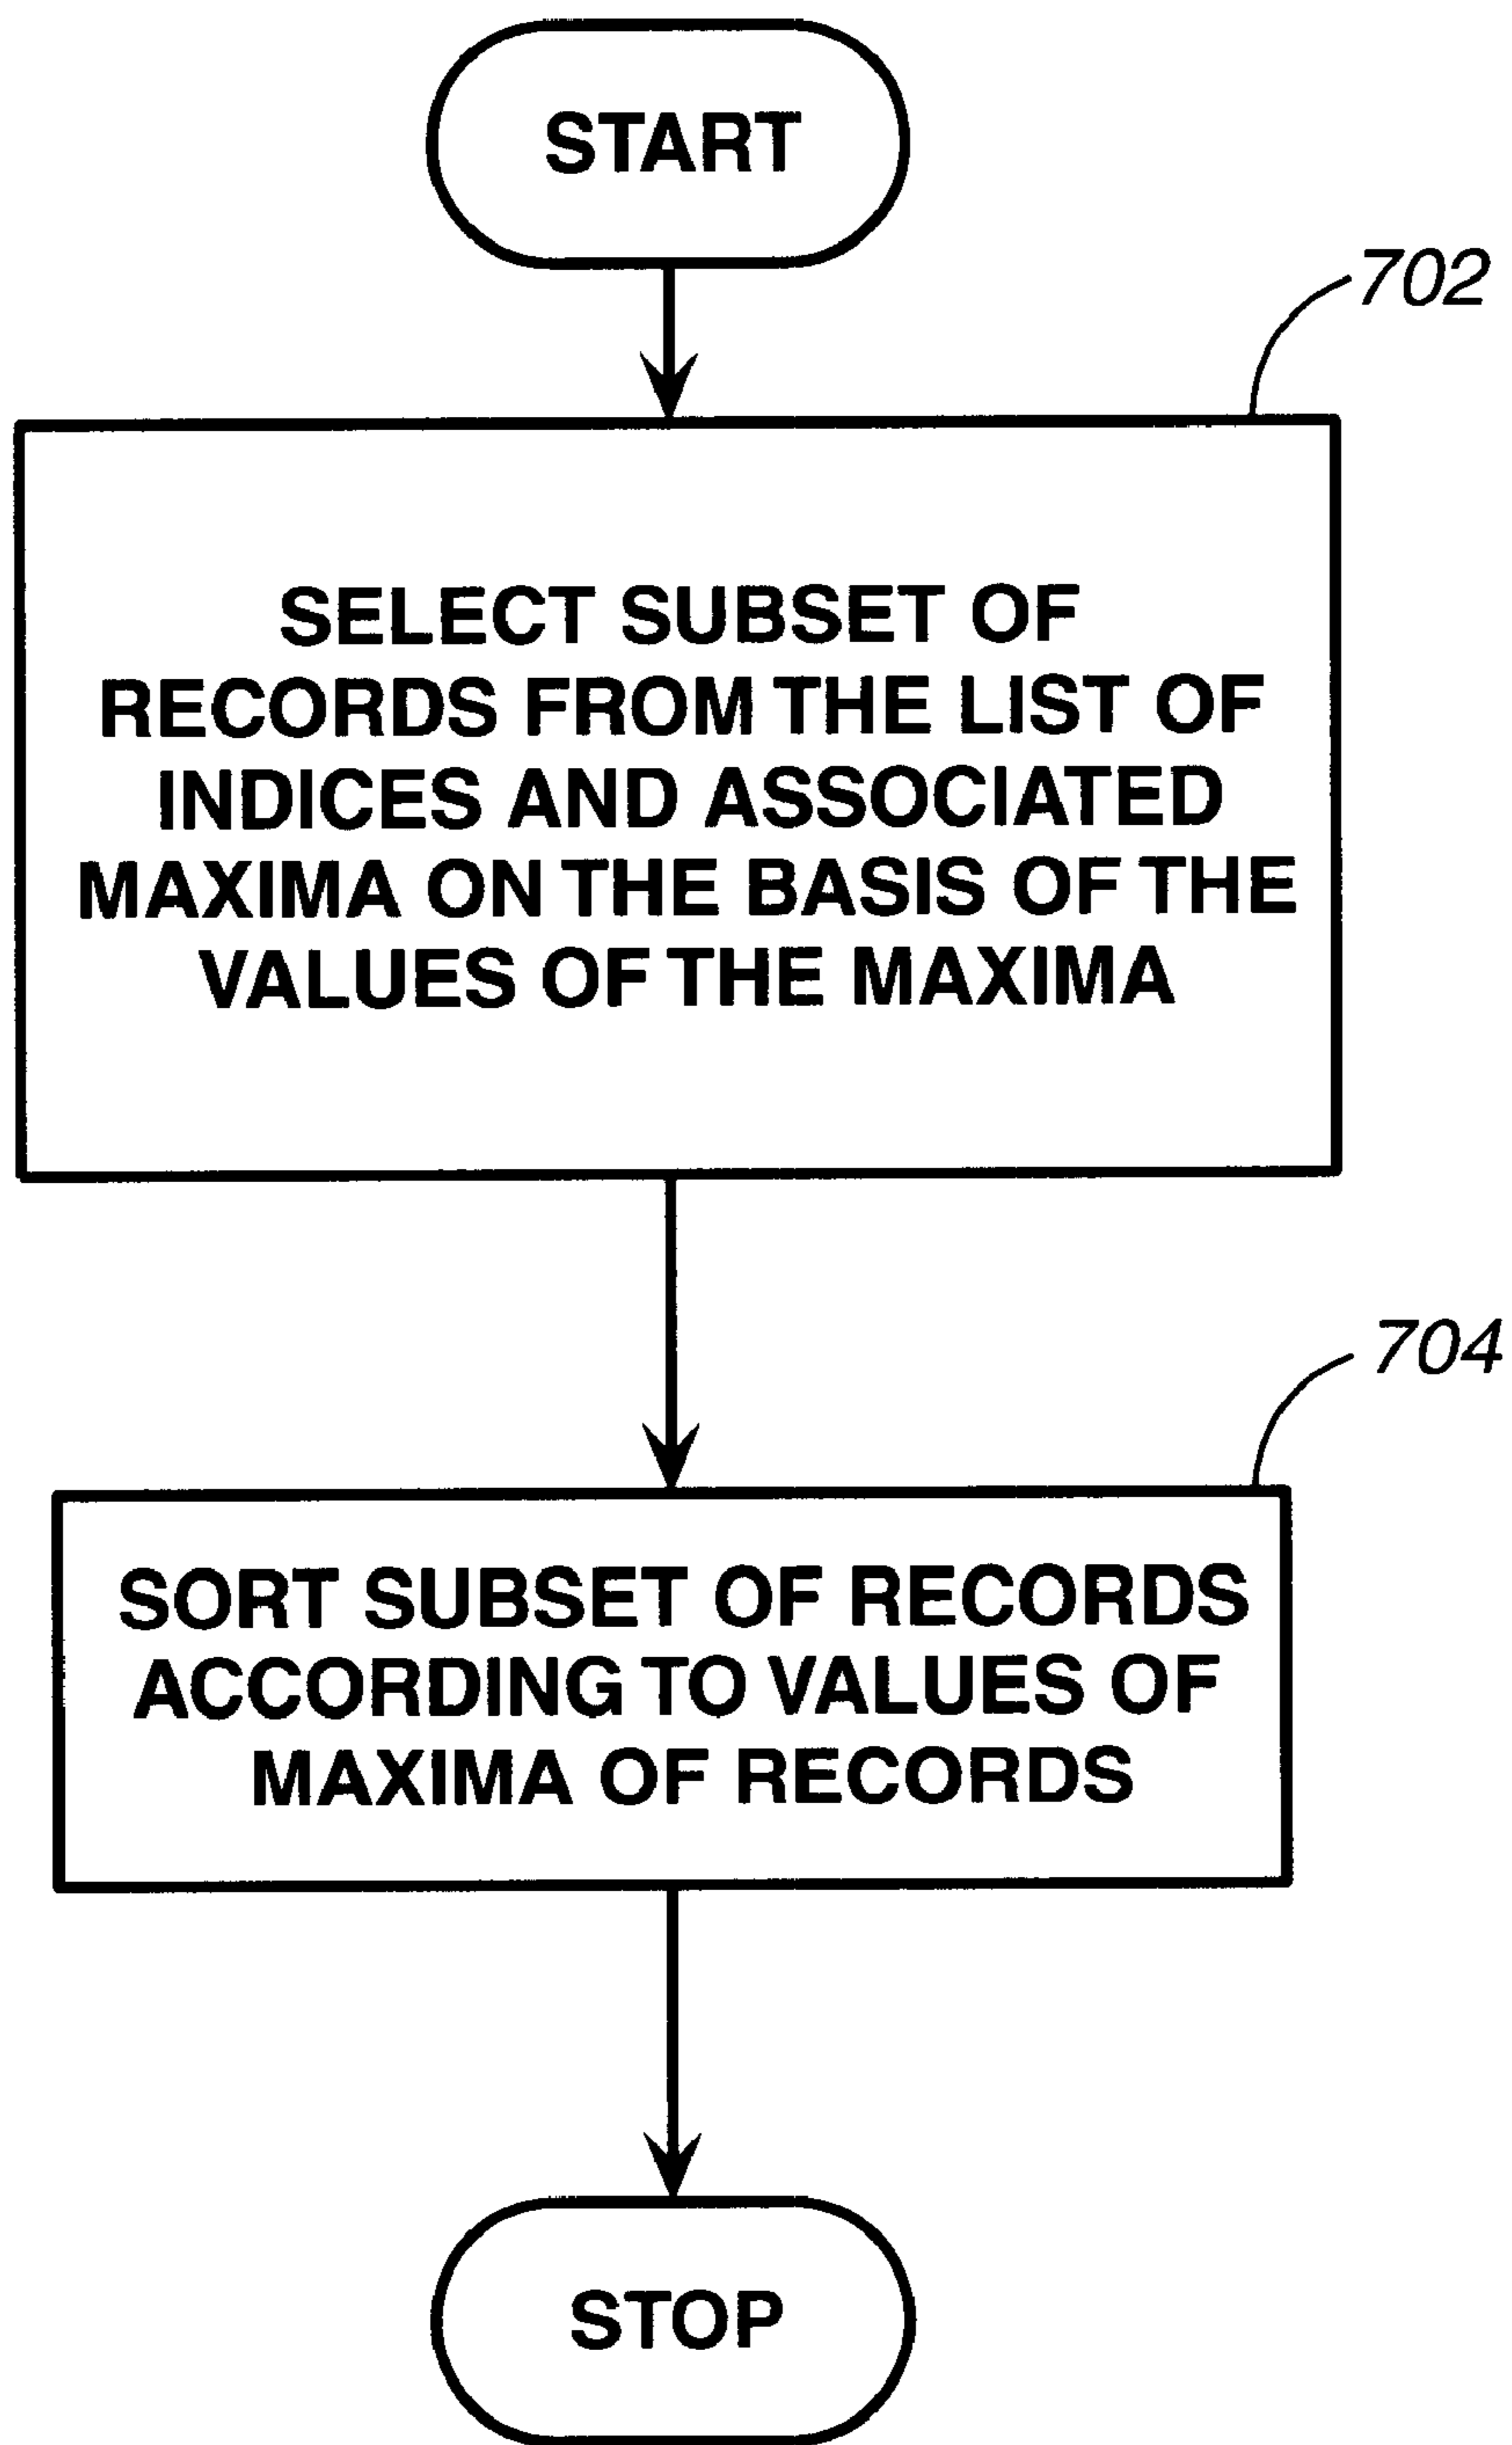 START
702
SELECT SUBSET OF
RECORDS FROM THE LIST OF
INDICES AND ASSOCIATED
MAXIMA ON THE BASIS OF THE
VALUES OF THE MAXIMA
704
SORT SUBSET OF RECORDS
ACCORDING TO VALUES OF
MAXIMA OF RECORDS
STOP